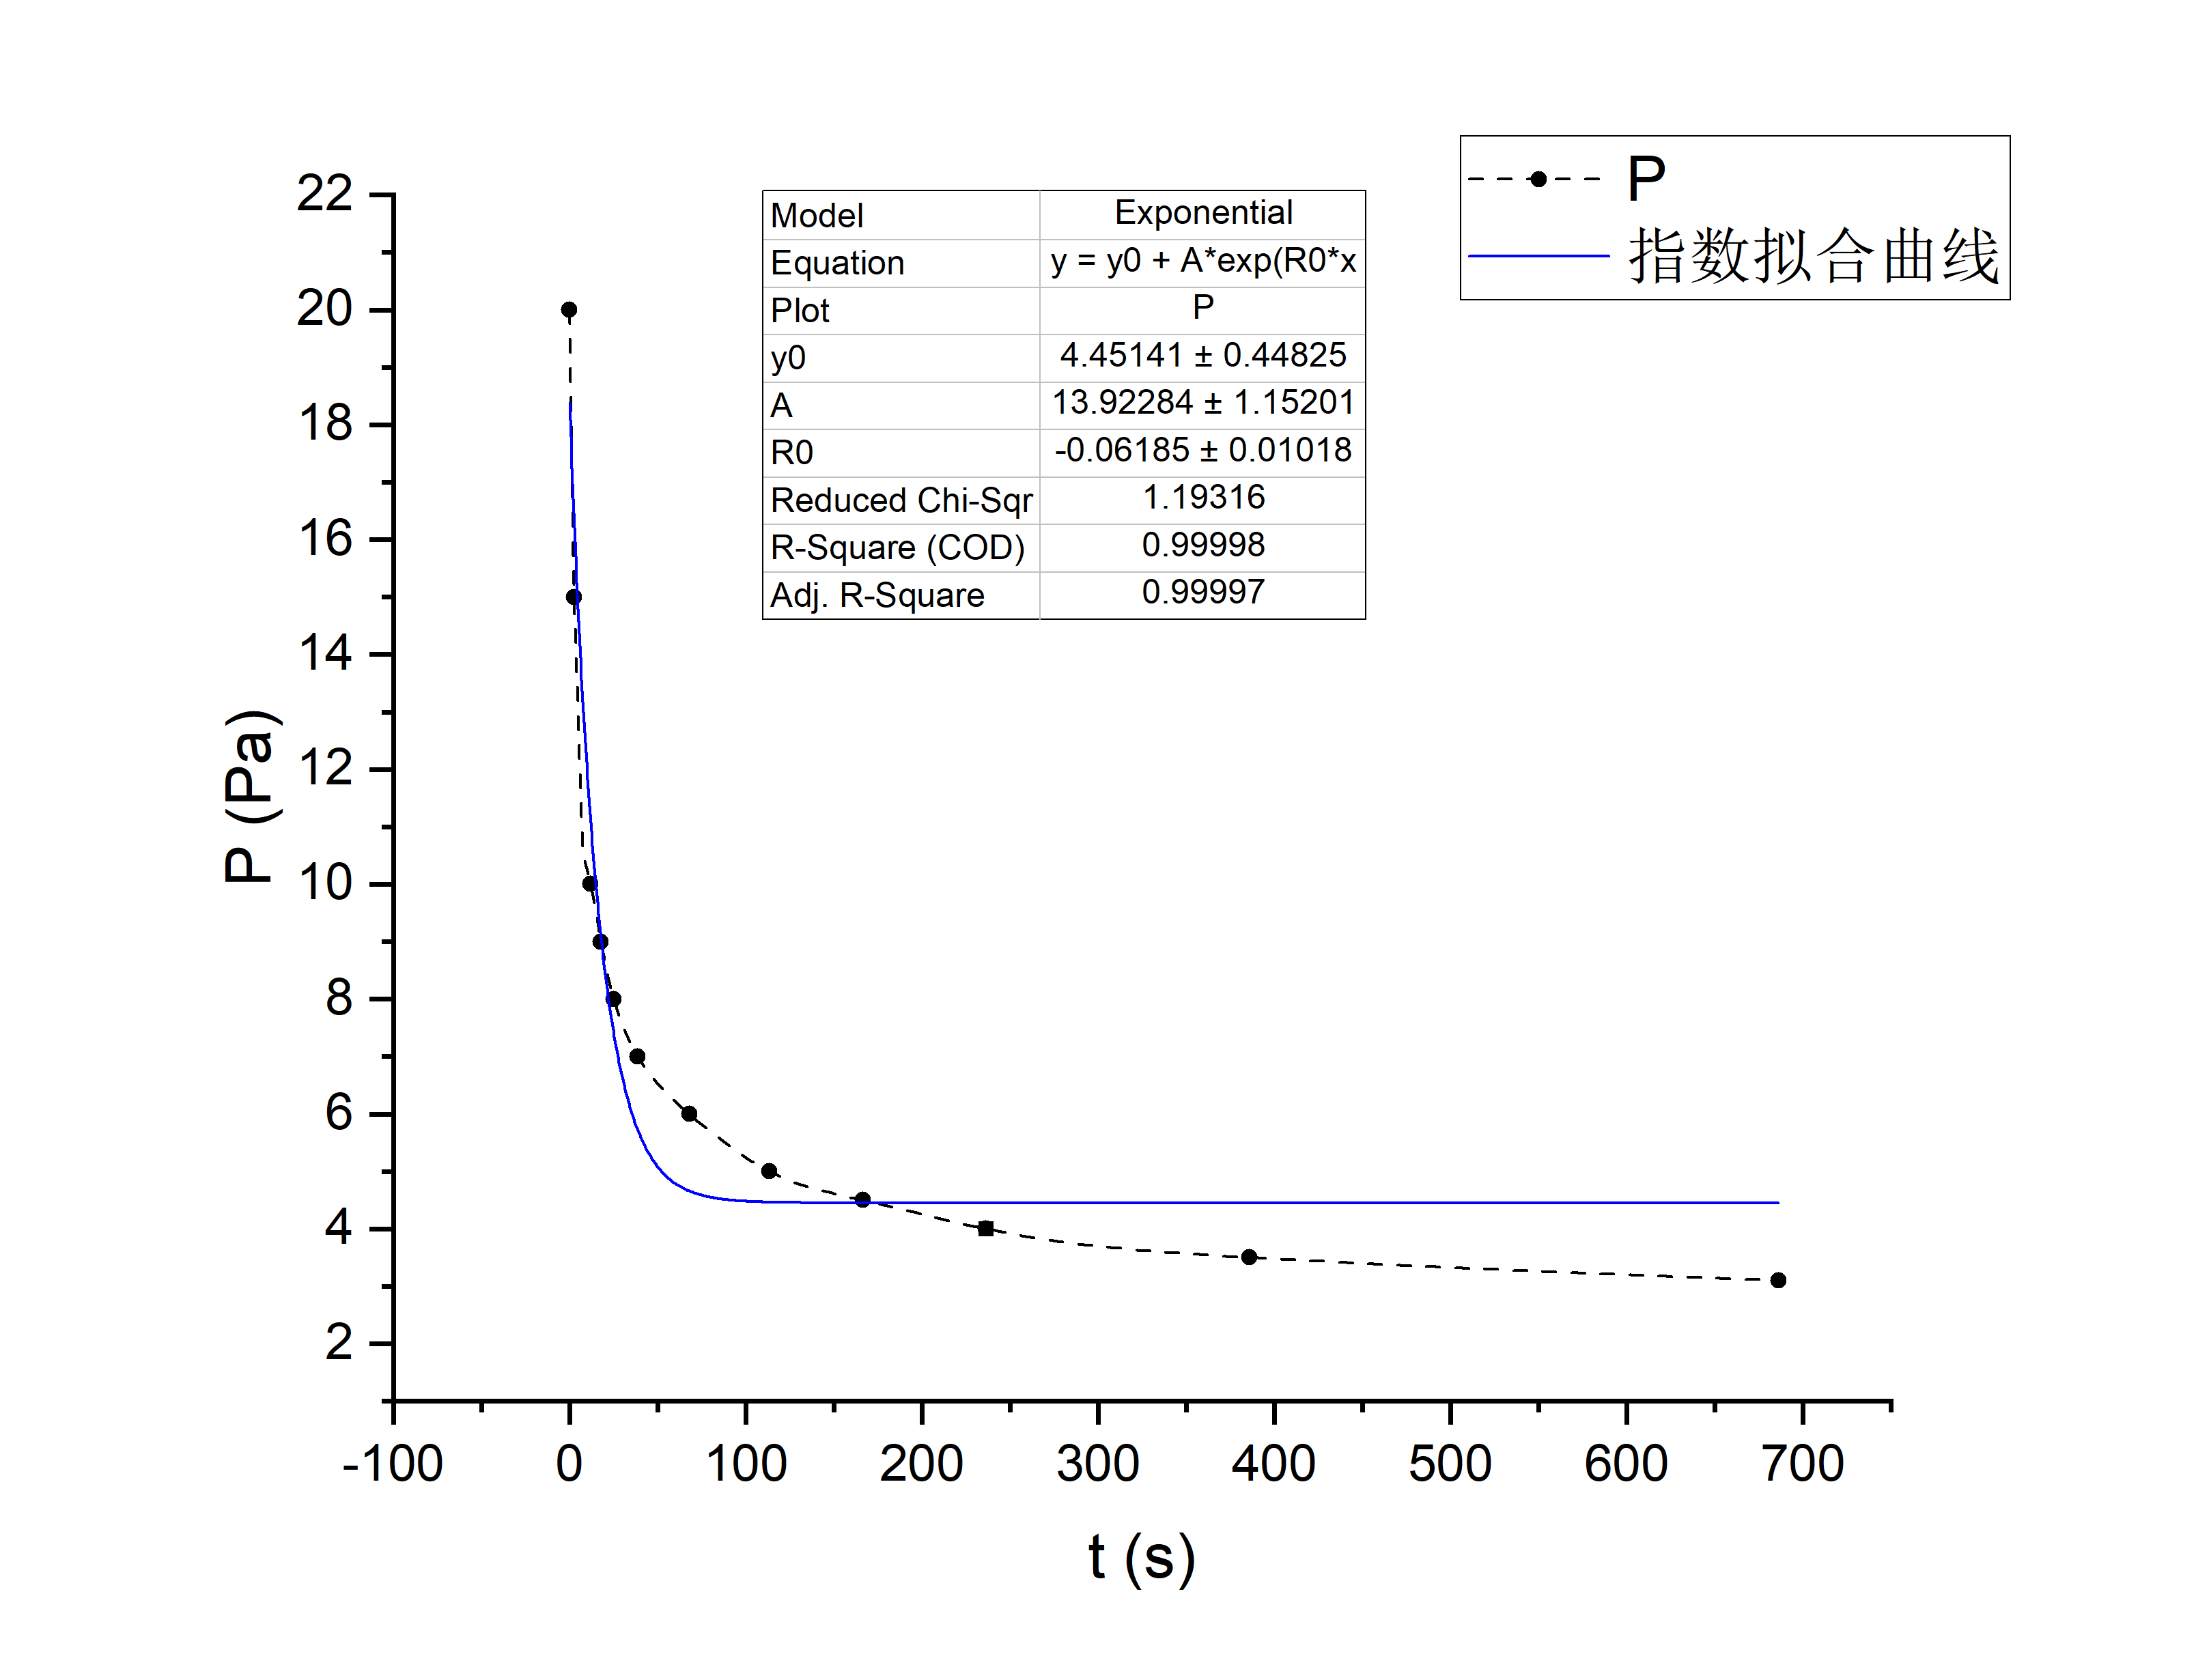 P
指数拟合曲线
Model Exponential
Equation y = y0 + A*exp(R0*x
Plot P
y0 4.45141 ± 0.44825
A 13.92284 ± 1.15201
R0 -0.06185 ± 0.01018
Reduced Chi-Sqr 1.19316
R-Square (COD) 0.99998
Adj. R-Square 0.99997
22
20
18
16
14
12
10
8
6
4
2
P (Pa)
-100 0 100 200 300 400 500 600 700
t (s)